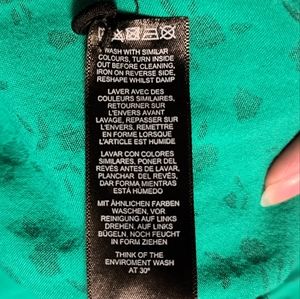 WASH WITH SIMILAR
COLOURS, TURN INSIDE
OUT BEFORE CLEANING,
IRON ON REVERSE SIDE,
RESHAPE WHILST DAMP
LAVER AVEC DES
COULEURS SIMILAIRES,
RETOURNER SUR
L'ENVERS AVANT
LAVAGE, REPASSER SUR
L'ENVERS, REMETTRE
EN FORME LORSQUE
L'ARTICLE EST HUMIDE
LAVAR CON COLORES
SIMILARES, PONER DEL
REVÉS ANTES DE LAVAR,
PLANCHAR DEL REVÉS,
DAR FORMA MIENTRAS
ESTÁ HÚMEDO
MIT ÄHNLICHEN FARBEN
WASCHEN, VOR
REINIGUNG AUF LINKS
DREHEN, AUF LINKS
BÜGELN, NOCH FEUCHT
IN FORM ZIEHEN
THINK OF THE
ENVIROMENT WASH
AT 30°